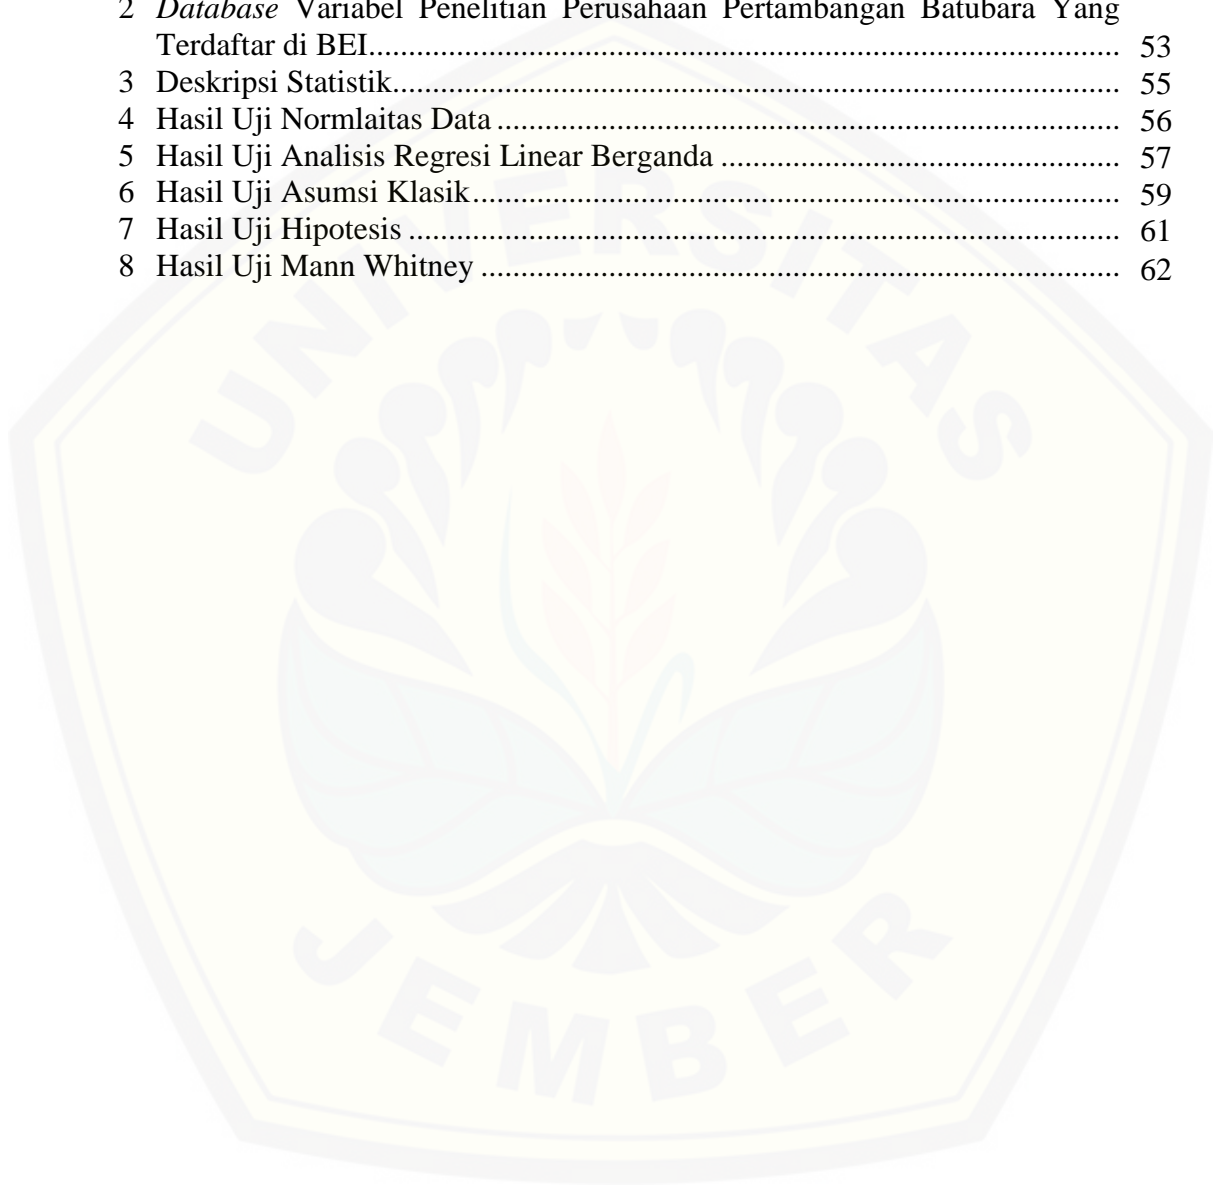 2 Database Variabel Penelitian Perusahaan Pertambangan Batubara Yang
Terdaftar di BEI.......... 53
3 Deskripsi Statistik.......... 55
4 Hasil Uji Normlaitas Data .......... 56
5 Hasil Uji Analisis Regresi Linear Berganda .......... 57
6 Hasil Uji Asumsi Klasik.......... 59
7 Hasil Uji Hipotesis .......... 61
8 Hasil Uji Mann Whitney .......... 62
UNIVERSITAS
JEMBER